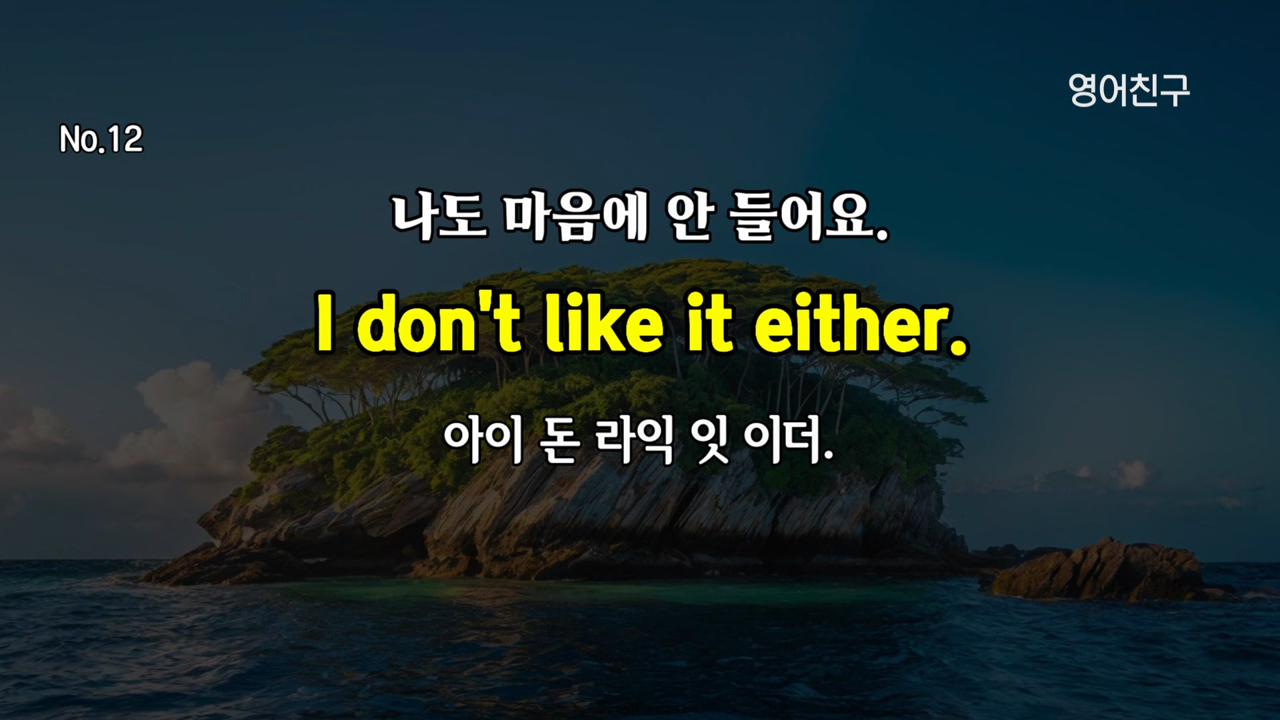 영어친구
No.12
나도 마음에 안 들어요.
I don't like it either.
아이 돈 라익 잇 이더.